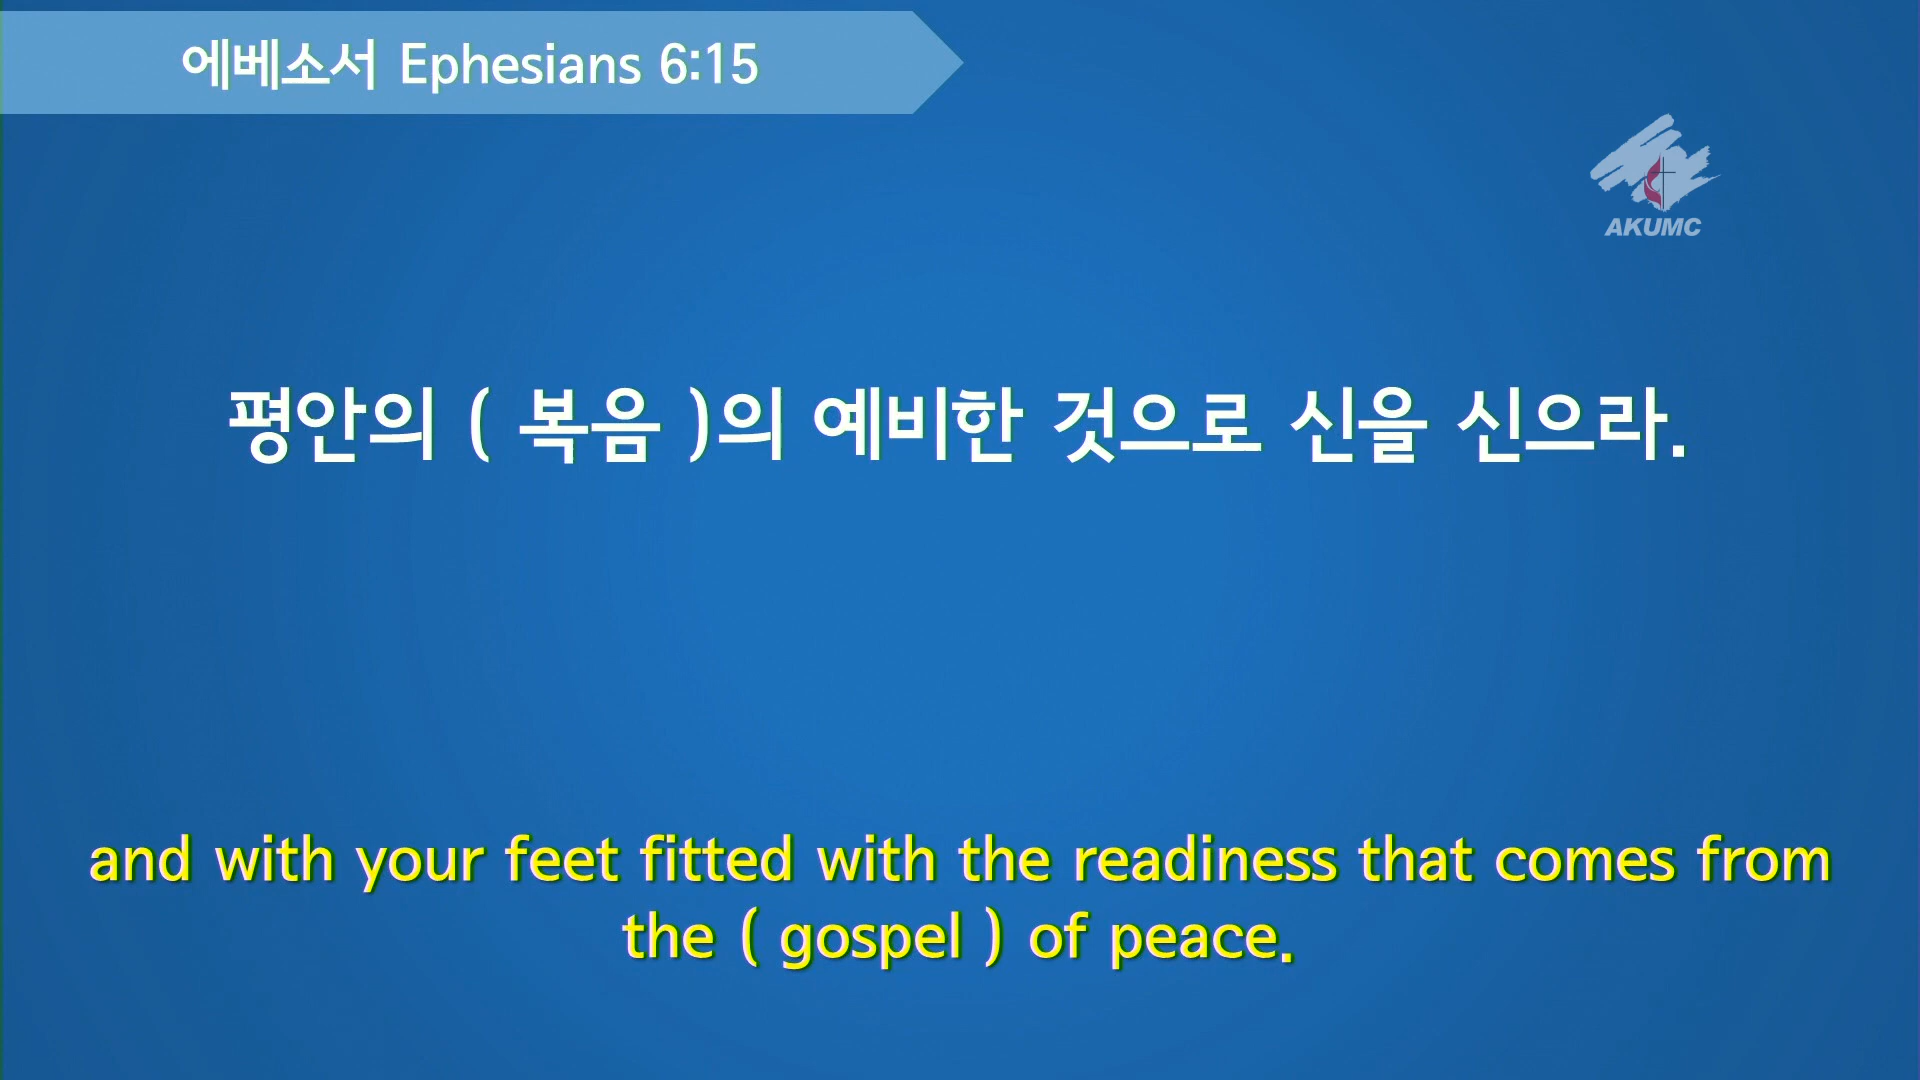 에베소서 Ephesians 6:15
AKUMC
평안의 ( 복음 )의 예비한 것으로 신을 신으라.
and with your feet fitted with the readiness that comes from
the ( gospel ) of peace.